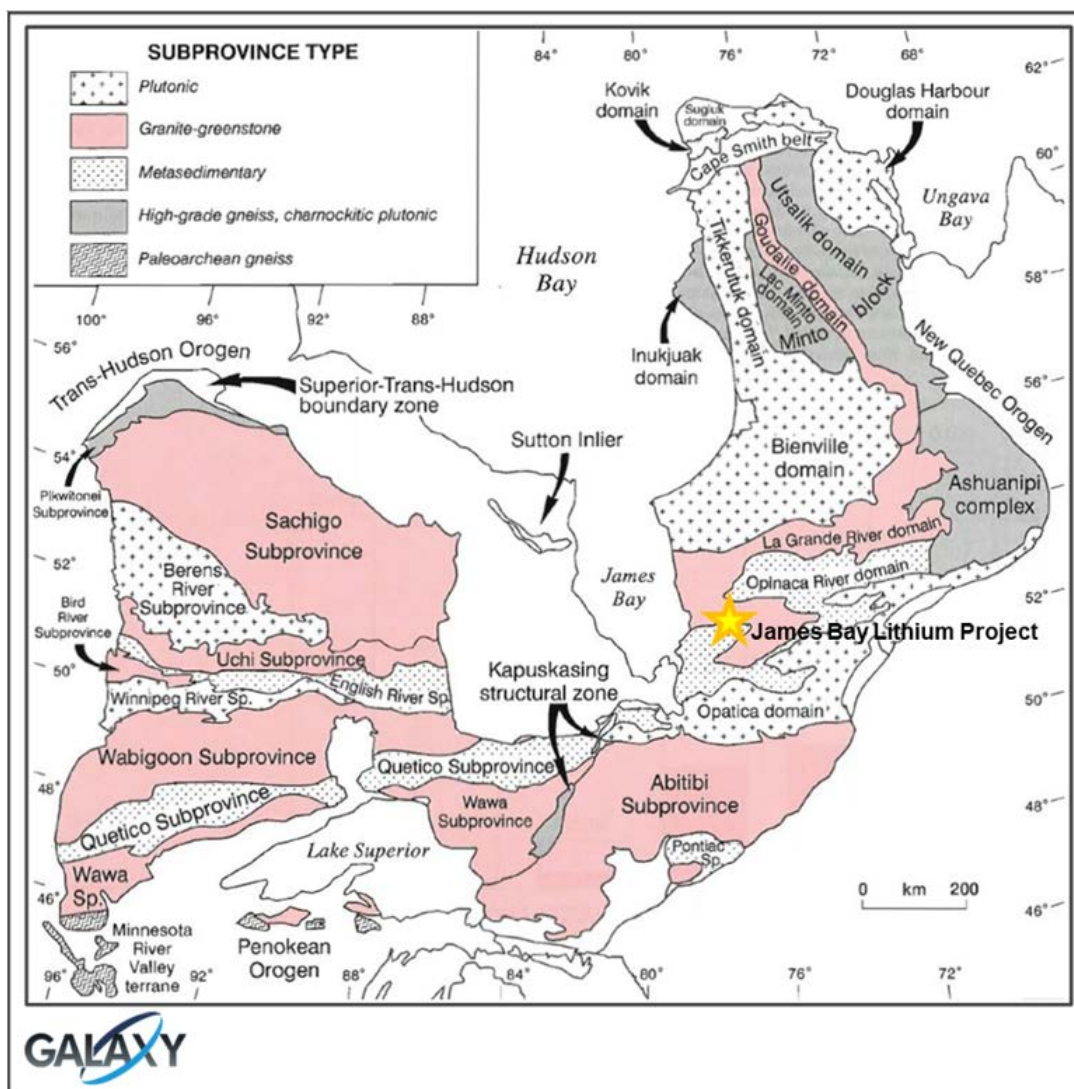 SUBPROVINCE TYPE
Plutonic
Granite-greenstone
Metasedimentary
High-grade gneiss, charnockitic plutonic
Paleoarchean gneiss
84°
80°
76°
72°
68°
62°
Kovik
domain
Sugluk
domain
Douglas Harbour
domain
Cape Smith belt
60°
Ungava
Bay
Hudson
Bay
Utsalik domain
Goudalie domain
Tikkerutuk domain
Lac Minto
domain
Minto
block
58°
Inukjuak
domain
New Quebec Orogen
56°
100°
96°
92°
88°
56°
Trans-Hudson Orogen
Superior-Trans-Hudson
boundary zone
54°
Pikwitonei
Subprovince
Sutton Inlier
Bienville
domain
Ashuanipi
complex
Sachigo
Subprovince
La Grande River domain
52°
Berens
River
Subprovince
James
Bay
Opinaca River domain
52°
Bird
River
Subprovince
James Bay Lithium Project
50°
Uchi Subprovince
English River Sp.
Winnipeg River Sp.
Kapuskasing
structural zone
50°
Opatica domain
Wabigoon Subprovince
Quetico Subprovince
Abitibi
Subprovince
48°
48°
Quetico Subprovince
Wawa
Subprovince
Pontiac
Sp.
Lake Superior
Wawa
Sp.
46°
0 km 200
46°
Minnesota
River
Valley
terrane
Penokean
Orogen
96°
92°
88°
84°
80°
76°
72°
GALAXY